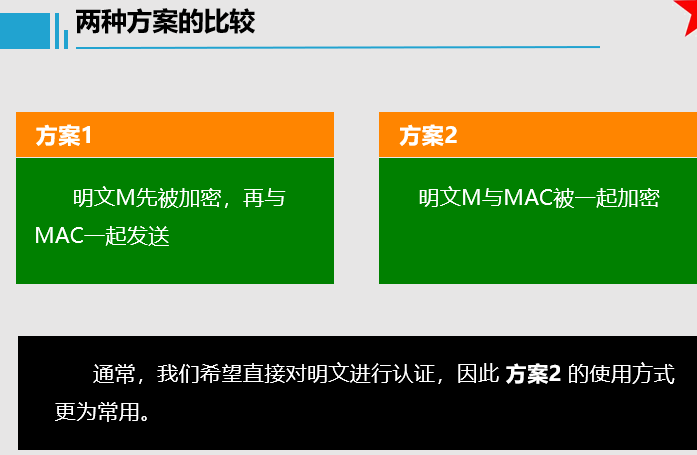 两种方案的比较
方案1
明文M先被加密，再与
MAC一起发送
方案2
明文M与MAC被一起加密
通常，我们希望直接对明文进行认证，因此 方案2 的使用方式
更为常用。